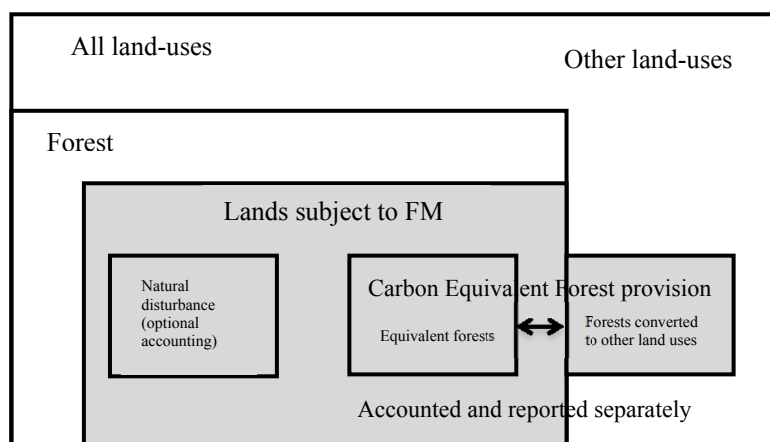 All land-uses
Other land-uses
Forest
Lands subject to FM
Natural
disturbance
(optional
accounting)
Carbon Equivalent Forest provision
Equivalent forests
Forests converted
to other land uses
Accounted and reported separately